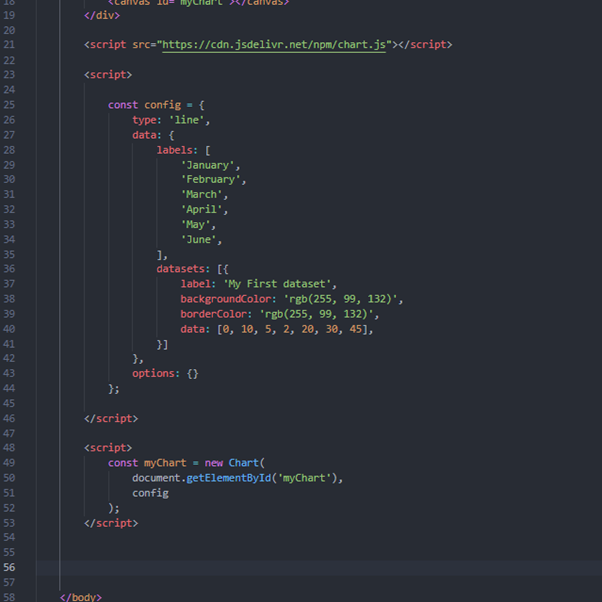 18 <canvas id="myChart"></canvas>
19 </div>
20
21 <script src="https://cdn.jsdelivr.net/npm/chart.js"></script>
22
23 <script>
24
25 const config = {
26 type: 'line',
27 data: {
28 labels: [
29 'January',
30 'February',
31 'March',
32 'April',
33 'May',
34 'June',
35 ],
36 datasets: [{
37 label: 'My First dataset',
38 backgroundColor: 'rgb(255, 99, 132)',
39 borderColor: 'rgb(255, 99, 132)',
40 data: [0, 10, 5, 2, 20, 30, 45],
41 }]
42 },
43 options: {}
44 };
45
46 </script>
47
48 <script>
49 const myChart = new Chart(
50 document.getElementById('myChart'),
51 config
52 );
53 </script>
54
55
56
57
58 </body>